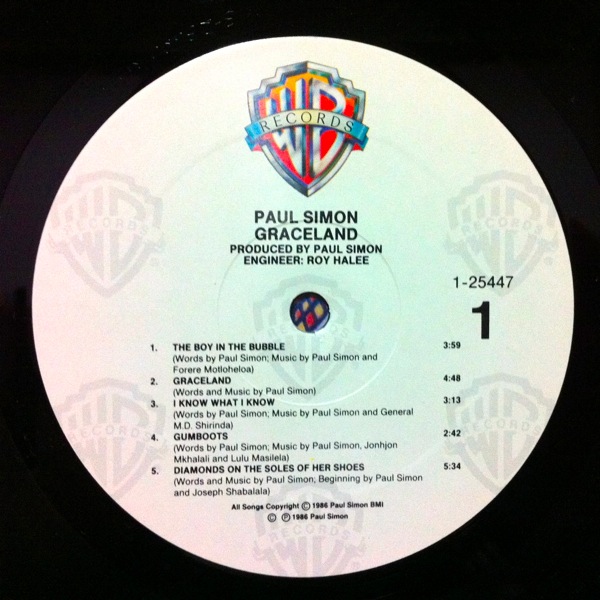 WB
RECORDS
PAUL SIMON
GRACELAND
PRODUCED BY PAUL SIMON
ENGINEER: ROY HALEE
1-25447
1
1. THE BOY IN THE BUBBLE 3:59
(Words by Paul Simon; Music by Paul Simon and
Forere Motloheloa)
2. GRACELAND 4:48
(Words and Music by Paul Simon)
3. I KNOW WHAT I KNOW 3:13
(Words by Paul Simon; Music by Paul Simon and General
M.D. Shirinda)
4. GUMBOOTS 2:42
(Words by Paul Simon; Music by Paul Simon, Jonhjon
Mkhalali and Lulu Masilela)
5. DIAMONDS ON THE SOLES OF HER SHOES 5:34
(Words and Music by Paul Simon; Beginning by Paul Simon
and Joseph Shabalala)
All Songs Copyright © 1986 Paul Simon BMI
© ℗ 1986 Paul Simon